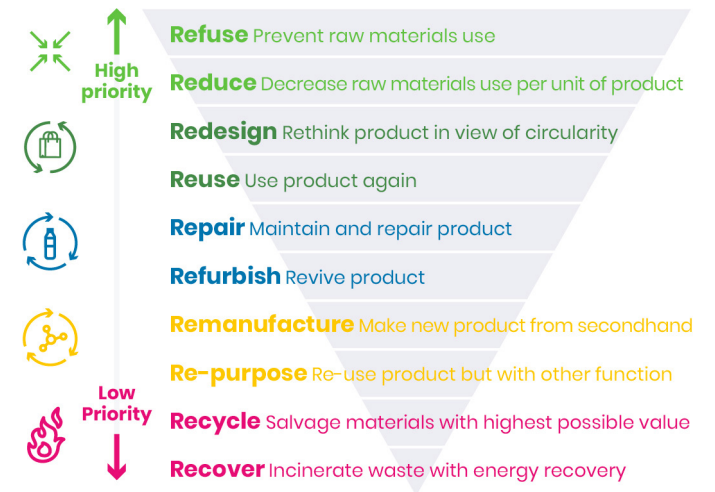 Refuse Prevent raw materials use
High
priority
Reduce Decrease raw materials use per unit of product
Redesign Rethink product in view of circularity
Reuse Use product again
Repair Maintain and repair product
Refurbish Revive product
Remanufacture Make new product from secondhand
Re-purpose Re-use product but with other function
Low
Priority
Recycle Salvage materials with highest possible value
Recover Incinerate waste with energy recovery